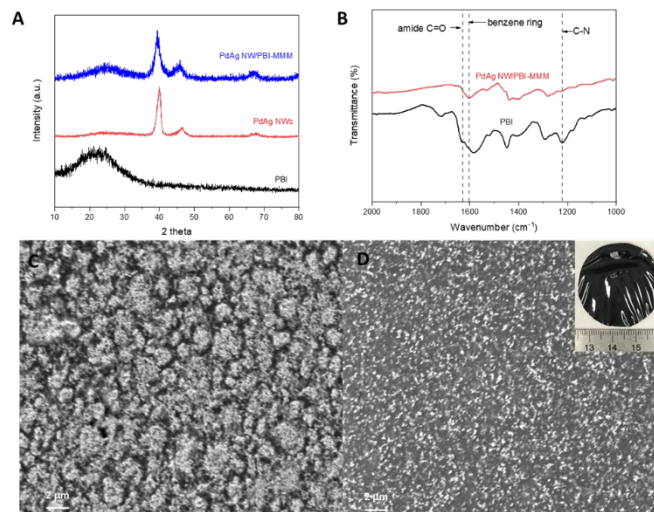 A
PdAg NW/PBI-MMM
PdAg NWs
PBI
Intensity (a.u.)
10 20 30 40 50 60 70 80
2 theta
B
amide C=O
benzene ring
C-N
PdAg NW/PBI-MMM
PBI
Transmittance (%)
2000 1800 1600 1400 1200 1000
Wavenumber (cm⁻¹)
C
2 μm
D
13 14 15
2 μm